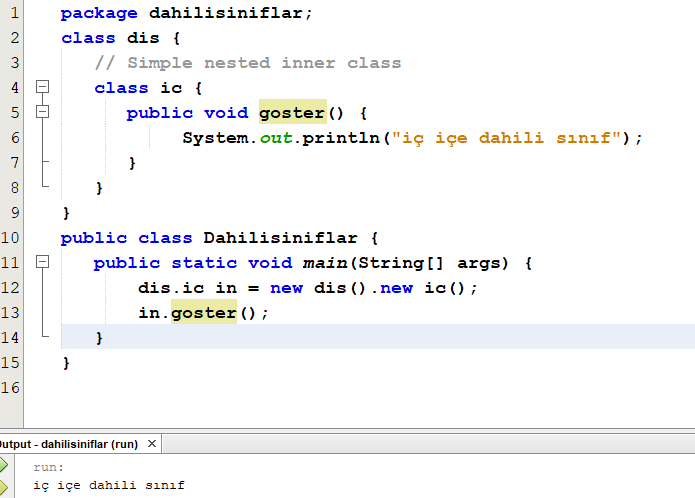 1 package dahilisiniflar;
2 class dis {
3 // Simple nested inner class
4 class ic {
5 public void goster() {
6 System.out.println("iç içe dahili sınıf");
7 }
8 }
9 }
10 public class Dahilisiniflar {
11 public static void main(String[] args) {
12 dis.ic in = new dis().new ic();
13 in.goster();
14 }
15 }
16
Output - dahilisiniflar (run) ×
run:
iç içe dahili sınıf